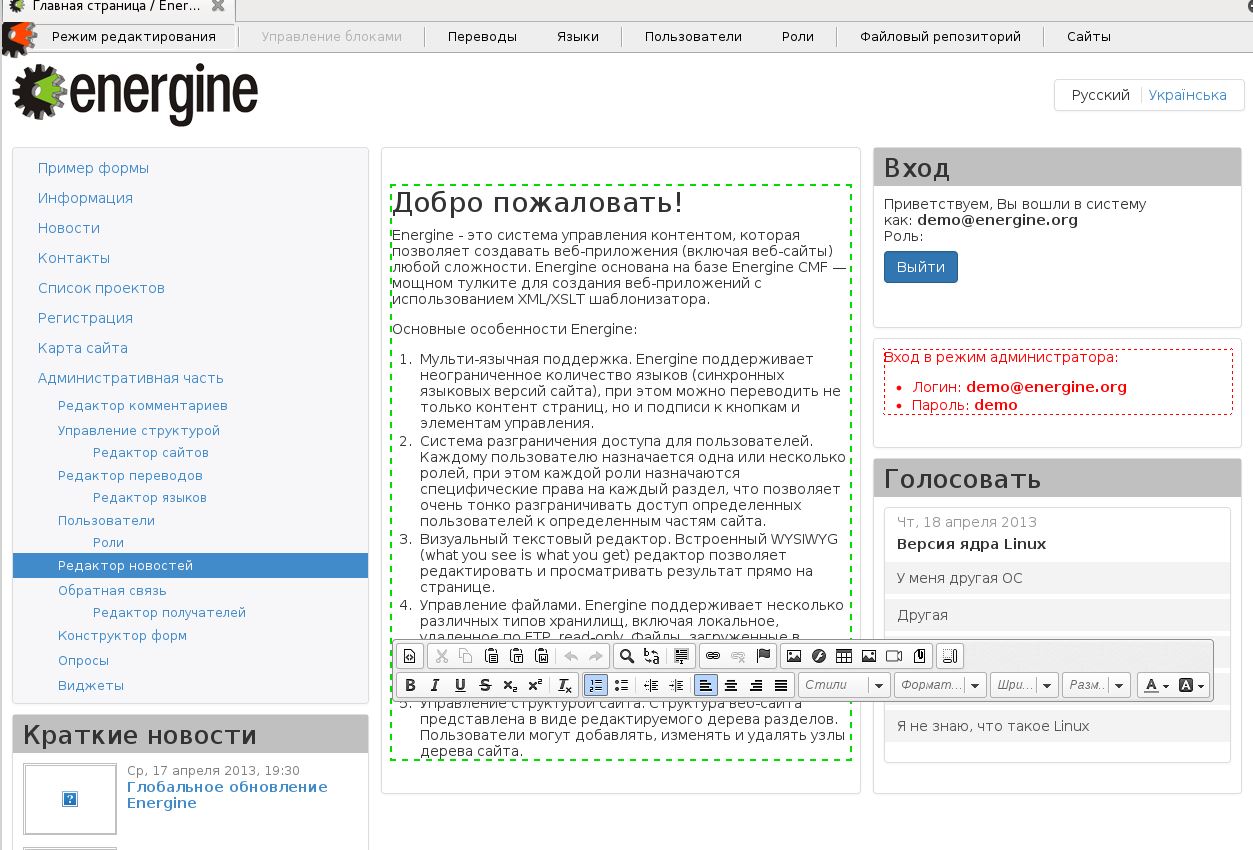 Главная страница / Ener...
Режим редактирования Управление блоками Переводы Языки Пользователи Роли Файловый репозиторий Сайты
energine
Русский Українська
Пример формы
Информация
Новости
Контакты
Список проектов
Регистрация
Карта сайта
Административная часть
Редактор комментариев
Управление структурой
Редактор сайтов
Редактор переводов
Редактор языков
Пользователи
Роли
Редактор новостей
Обратная связь
Редактор получателей
Конструктор форм
Опросы
Виджеты
Краткие новости
Ср, 17 апреля 2013, 19:30
Глобальное обновление
Energine
Добро пожаловать!
Energine - это система управления контентом, которая
позволяет создавать веб-приложения (включая веб-сайты)
любой сложности. Energine основана на базе Energine CMF —
мощном тулките для создания веб-приложений с
использованием XML/XSLT шаблонизатора.
Основные особенности Energine:
1. Мульти-язычная поддержка. Energine поддерживает
неограниченное количество языков (синхронных
языковых версий сайта), при этом можно переводить не
только контент страниц, но и подписи к кнопкам и
элементам управления.
2. Система разграничения доступа для пользователей.
Каждому пользователю назначается одна или несколько
ролей, при этом каждой роли назначаются
специфические права на каждый раздел, что позволяет
очень тонко разграничивать доступ определенных
пользователей к определенным частям сайта.
3. Визуальный текстовый редактор. Встроенный WYSIWYG
(what you see is what you get) редактор позволяет
редактировать и просматривать результат прямо на
странице.
4. Управление файлами. Energine поддерживает несколько
различных типов хранилищ, включая локальное,
удаленное по FTP, read-only. Файлы, загруженные в
Стили Формат... Шри... Разм...
5. Управление структурой сайта. Структура веб-сайта
представлена в виде редактируемого дерева разделов.
Пользователи могут добавлять, изменять и удалять узлы
дерева сайта.
Вход
Приветствуем, Вы вошли в систему
как: demo@energine.org
Роль:
Выйти
Вход в режим администратора:
Логин: demo@energine.org
Пароль: demo
Голосовать
Чт, 18 апреля 2013
Версия ядра Linux
У меня другая ОС
Другая
Я не знаю, что такое Linux